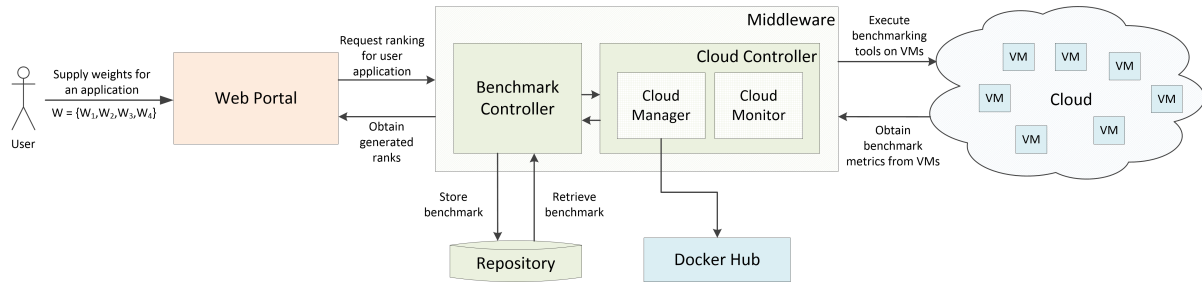 User
Supply weights for
an application
W = {W₁,W₂,W₃,W₄}
Web Portal
Request ranking
for user
application
Obtain
generated
ranks
Middleware
Benchmark
Controller
Cloud Controller
Cloud
Manager
Cloud
Monitor
Store
benchmark
Retrieve
benchmark
Repository
Docker Hub
Execute
benchmarking
tools on VMs
Obtain
benchmark
metrics from VMs
VM
VM
VM
VM
Cloud
VM
VM
VM